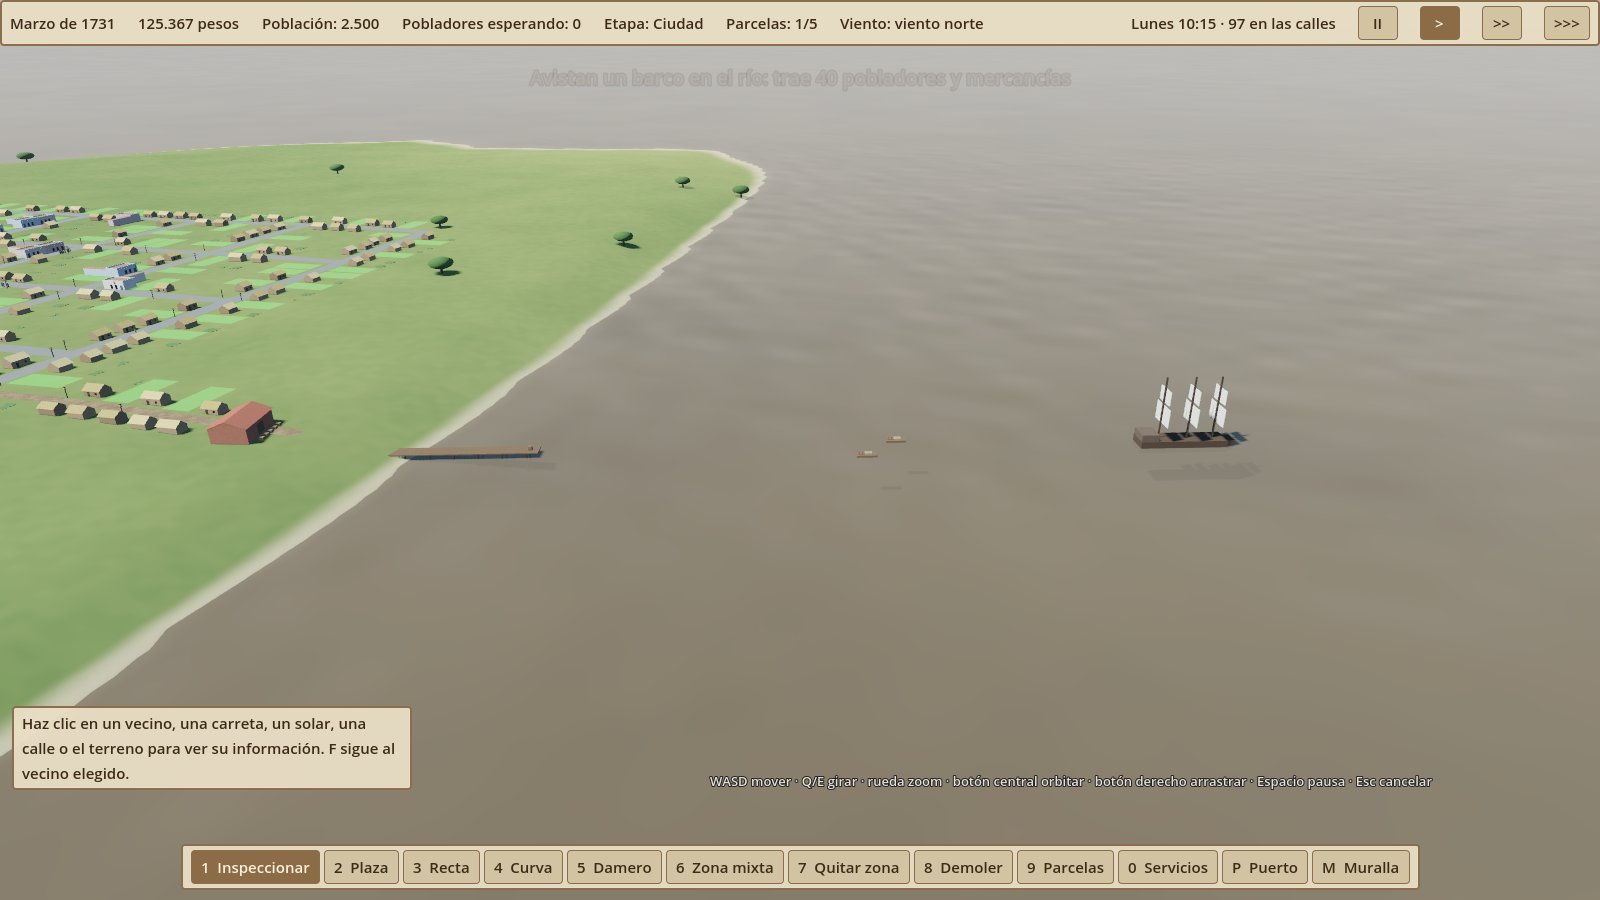 Marzo de 1731 125.367 pesos Población: 2.500 Pobladores esperando: 0 Etapa: Ciudad Parcelas: 1/5 Viento: viento norte Lunes 10:15 · 97 en las calles II > >> >>>
Avistan un barco en el río: trae 40 pobladores y mercancías
Haz clic en un vecino, una carreta, un solar, una
calle o el terreno para ver su información. F sigue al
vecino elegido.
WASD mover · Q/E girar · rueda zoom · botón central orbitar · botón derecho arrastrar · Espacio pausa · Esc cancelar
1 Inspeccionar 2 Plaza 3 Recta 4 Curva 5 Damero 6 Zona mixta 7 Quitar zona 8 Demoler 9 Parcelas 0 Servicios P Puerto M Muralla